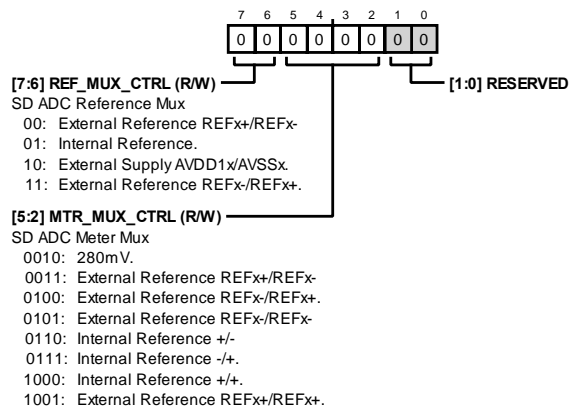 7 6 5 4 3 2 1 0
0 0 0 0 0 0 0 0
[7:6] REF_MUX_CTRL (R/W)
[1:0] RESERVED
SD ADC Reference Mux
00: External Reference REFx+/REFx-
01: Internal Reference.
10: External Supply AVDD1x/AVSSx.
11: External Reference REFx-/REFx+.
[5:2] MTR_MUX_CTRL (R/W)
SD ADC Meter Mux
0010: 280mV.
0011: External Reference REFx+/REFx-
0100: External Reference REFx-/REFx+.
0101: External Reference REFx-/REFx-
0110: Internal Reference +/-
0111: Internal Reference -/+.
1000: Internal Reference +/+.
1001: External Reference REFx+/REFx+.